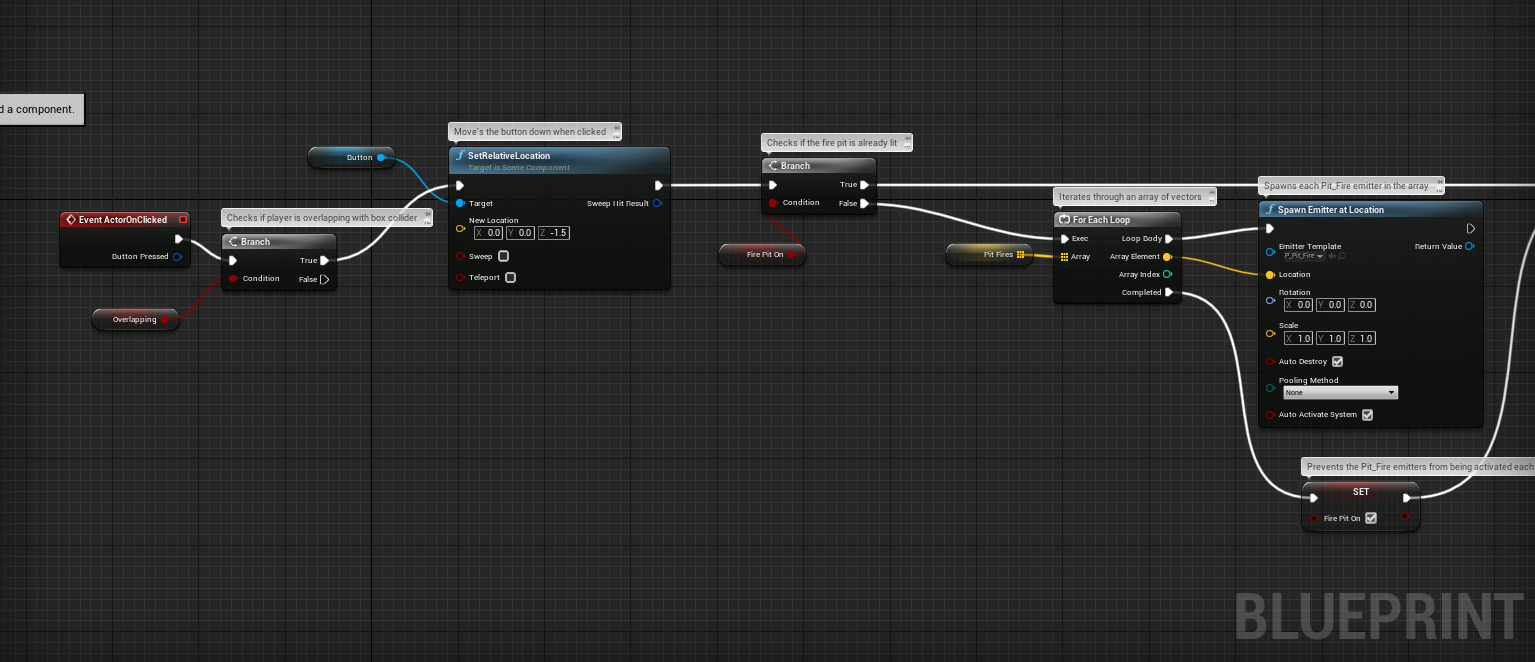 d a component.
Button
Move's the button down when clicked
SetRelativeLocation
Target is Scene Component
Target
Sweep Hit Result
New Location
X 0.0 Y 0.0 Z -1.5
Sweep
Teleport
Event ActorOnClicked
Button Pressed
Checks if player is overlapping with box collider
Branch
True
Condition
False
Overlapping
Checks if the fire pit is already lit
Branch
True
Condition
False
Fire Pit On
Pit Fires
Iterates through an array of vectors
For Each Loop
Exec
Loop Body
Array
Array Element
Array Index
Completed
Spawns each Pit_Fire emitter in the array
Spawn Emitter at Location
Emitter Template
P_Pit_Fire
Return Value
Location
Rotation
X 0.0 Y 0.0 Z 0.0
Scale
X 1.0 Y 1.0 Z 1.0
Auto Destroy
Pooling Method
None
Auto Activate System
Prevents the Pit_Fire emitters from being activated each
SET
Fire Pit On
BLUEPRINT